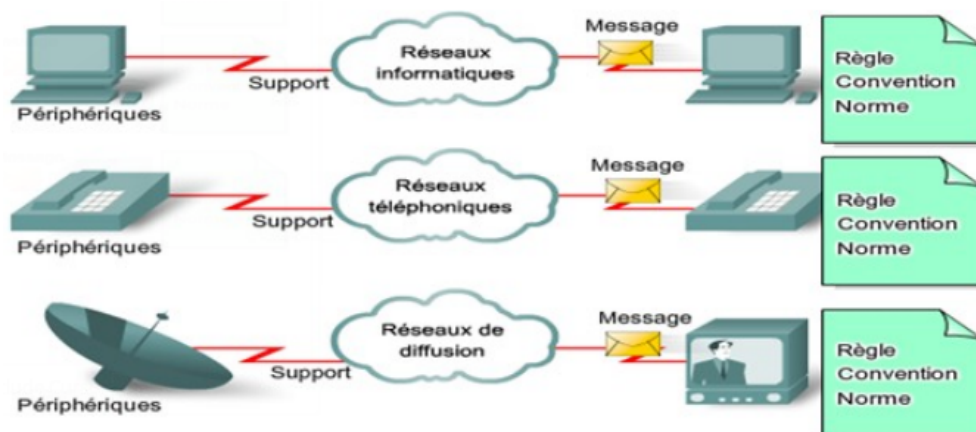 Message
Réseaux
informatiques
Support
Périphériques
Règle
Convention
Norme
Message
Réseaux
téléphoniques
Support
Périphériques
Règle
Convention
Norme
Message
Réseaux de
diffusion
Support
Périphériques
Règle
Convention
Norme